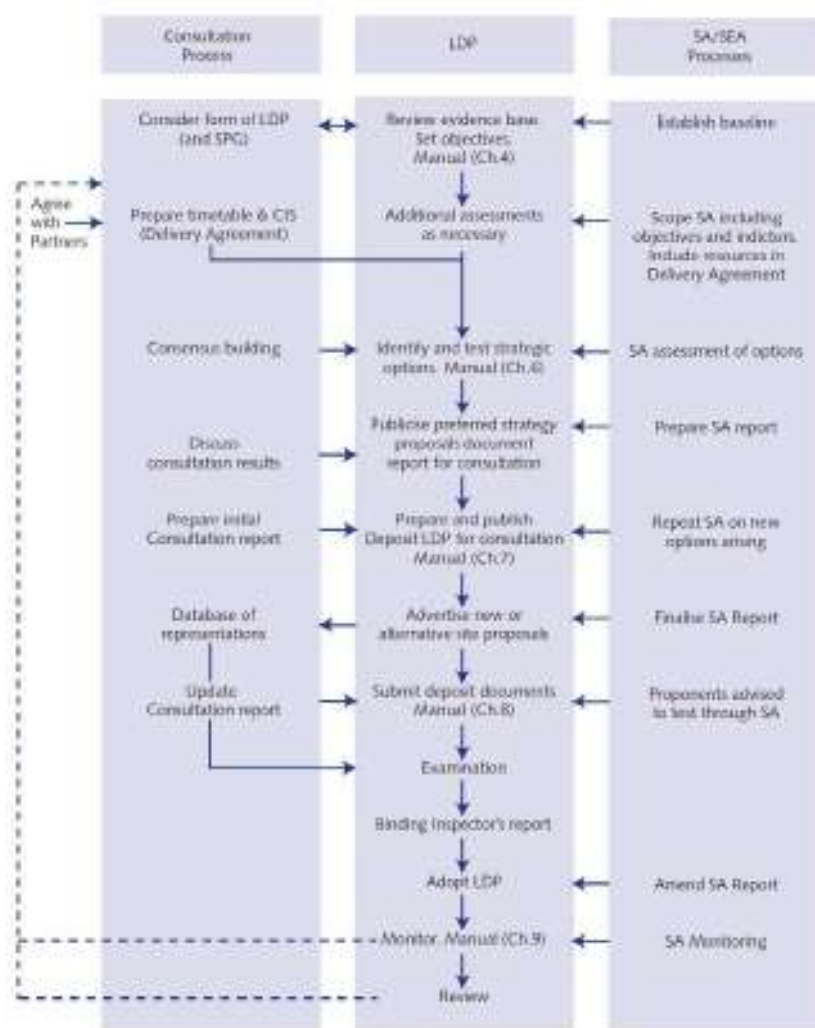 Consultation
Process
LDP
SA/SEA
Processes
Consider form of LDP
(and SPG)
Review evidence base
Set objectives
Manual (Ch.4)
Establish baseline
Agree
with
Partners
Prepare timetable & CIS
(Delivery Agreement)
Additional assessments
as necessary
Scope SA including
objectives and indictors
Include resources in
Delivery Agreement
Consensus building
Identify and test strategic
options. Manual (Ch.6)
SA assessment of options
Discuss
consultation results
Publicise preferred strategy
proposals document
report for consultation
Prepare SA report
Prepare initial
Consultation report
Prepare and publish
Deposit LDP for consultation
Manual (Ch.7)
Repeat SA on new
options arising
Database of
representations
Advertise new or
alternative site proposals
Finalise SA Report
Update
Consultation report
Submit deposit documents
Manual (Ch.8)
Proponents advised
to test through SA
Examination
Binding Inspector's report
Adopt LDP
Amend SA Report
Monitor. Manual (Ch.9)
SA Monitoring
Review